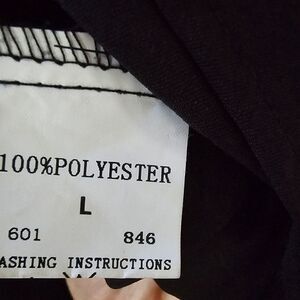 100%POLYESTER
L
601 846
ASHING INSTRUCTIONS